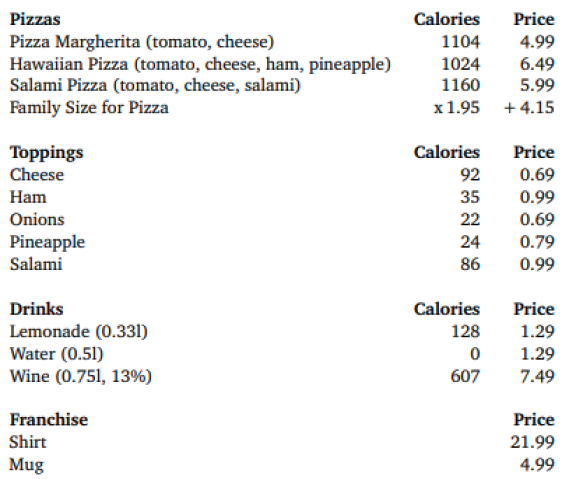 Pizzas Calories Price
Pizza Margherita (tomato, cheese) 1104 4.99
Hawaiian Pizza (tomato, cheese, ham, pineapple) 1024 6.49
Salami Pizza (tomato, cheese, salami) 1160 5.99
Family Size for Pizza x 1.95 + 4.15
Toppings Calories Price
Cheese 92 0.69
Ham 35 0.99
Onions 22 0.69
Pineapple 24 0.79
Salami 86 0.99
Drinks Calories Price
Lemonade (0.33l) 128 1.29
Water (0.5l) 0 1.29
Wine (0.75l, 13%) 607 7.49
Franchise Price
Shirt 21.99
Mug 4.99